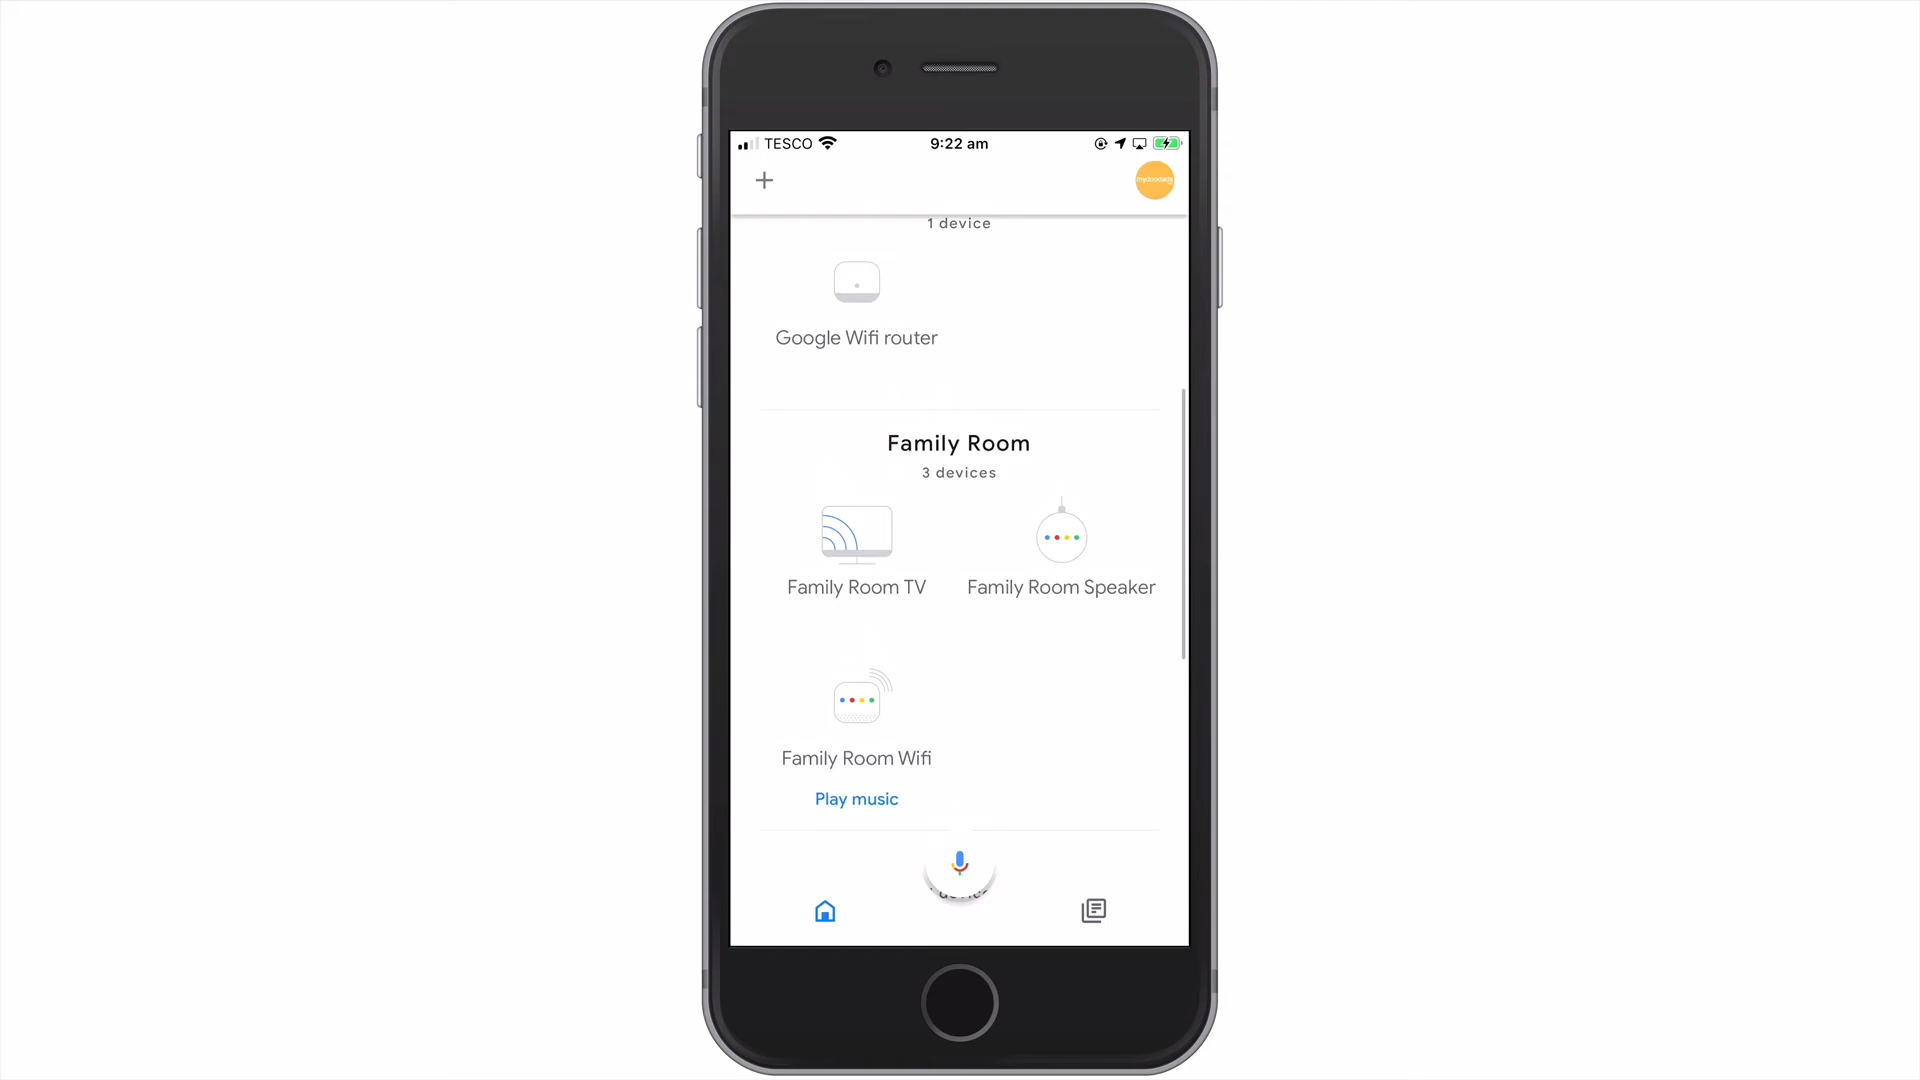 TESCO
9:22 am
mydoodads
1 device
Google Wifi router
Family Room
3 devices
Family Room TV
Family Room Speaker
Family Room Wifi
Play music